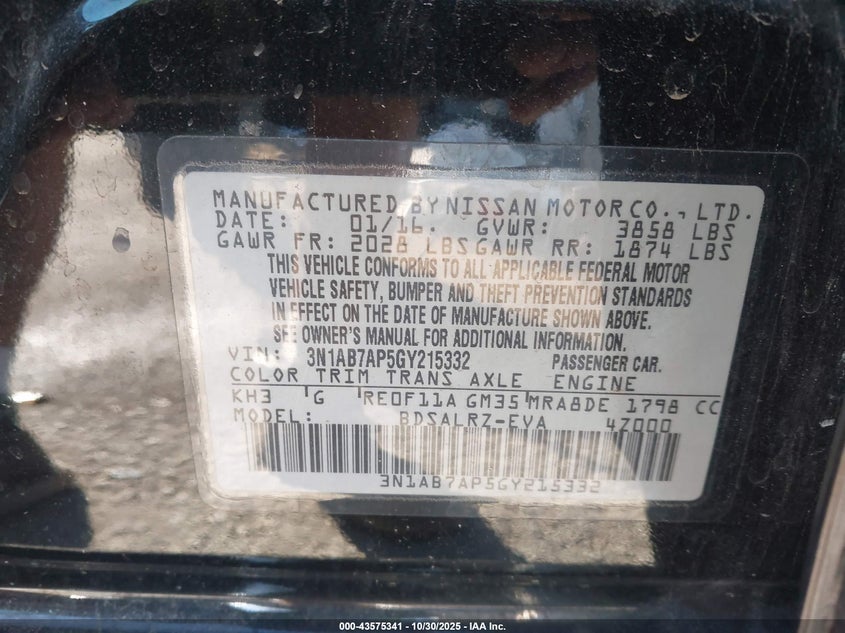 MANUFACTURED BY NISSAN MOTOR CO., LTD.
DATE: 01/16. GVWR: 3858 LBS
GAWR FR: 2028 LBS GAWR RR: 1874 LBS
THIS VEHICLE CONFORMS TO ALL APPLICABLE FEDERAL MOTOR
VEHICLE SAFETY, BUMPER AND THEFT PREVENTION STANDARDS
IN EFFECT ON THE DATE OF MANUFACTURE SHOWN ABOVE.
SEE OWNER'S MANUAL FOR ADDITIONAL INFORMATION.
VIN: 3N1AB7AP5GY215332 PASSENGER CAR.
COLOR TRIM TRANS AXLE ENGINE
KH3 G RE0F11A GM35 MRA8DE 1798 CC
MODEL: BDSALRZ-EVA 4Z000
3N1AB7AP5GY215332
000-43575341 | 10/30/2025 - IAA Inc.